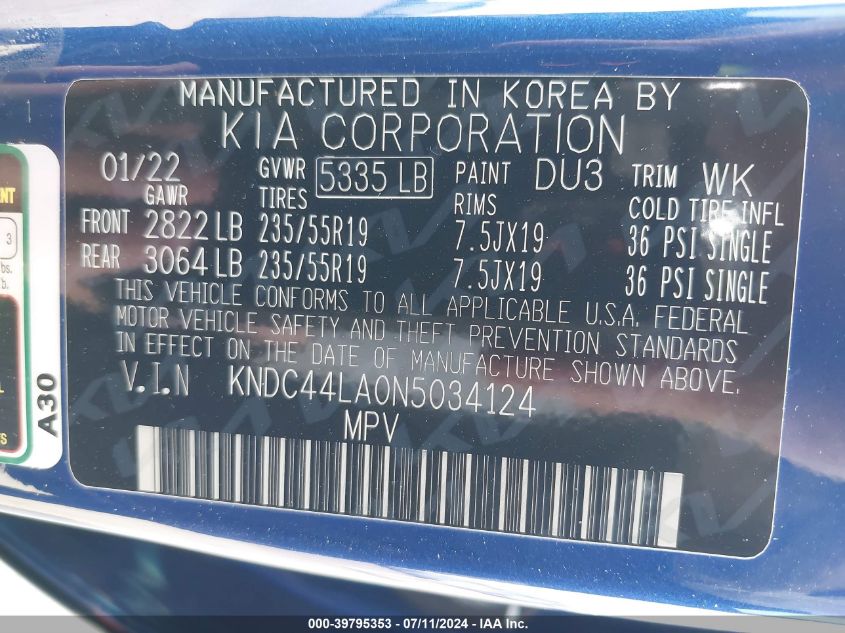 MANUFACTURED IN KOREA BY
KIA CORPORATION
01/22 GVWR 5335 LB PAINT DU3 TRIM WK
GAWR TIRES RIMS COLD TIRE INFL
FRONT 2822 LB 235/55R19 7.5JX19 36 PSI SINGLE
REAR 3064 LB 235/55R19 7.5JX19 36 PSI SINGLE
THIS VEHICLE CONFORMS TO ALL APPLICABLE U.S.A. FEDERAL
MOTOR VEHICLE SAFETY AND THEFT PREVENTION STANDARDS
IN EFFECT ON THE DATE OF MANUFACTURE SHOWN ABOVE.
V.I.N KNDC44LA0N5034124
MPV
3
A30
000-39795353 - 07/11/2024 - IAA Inc.